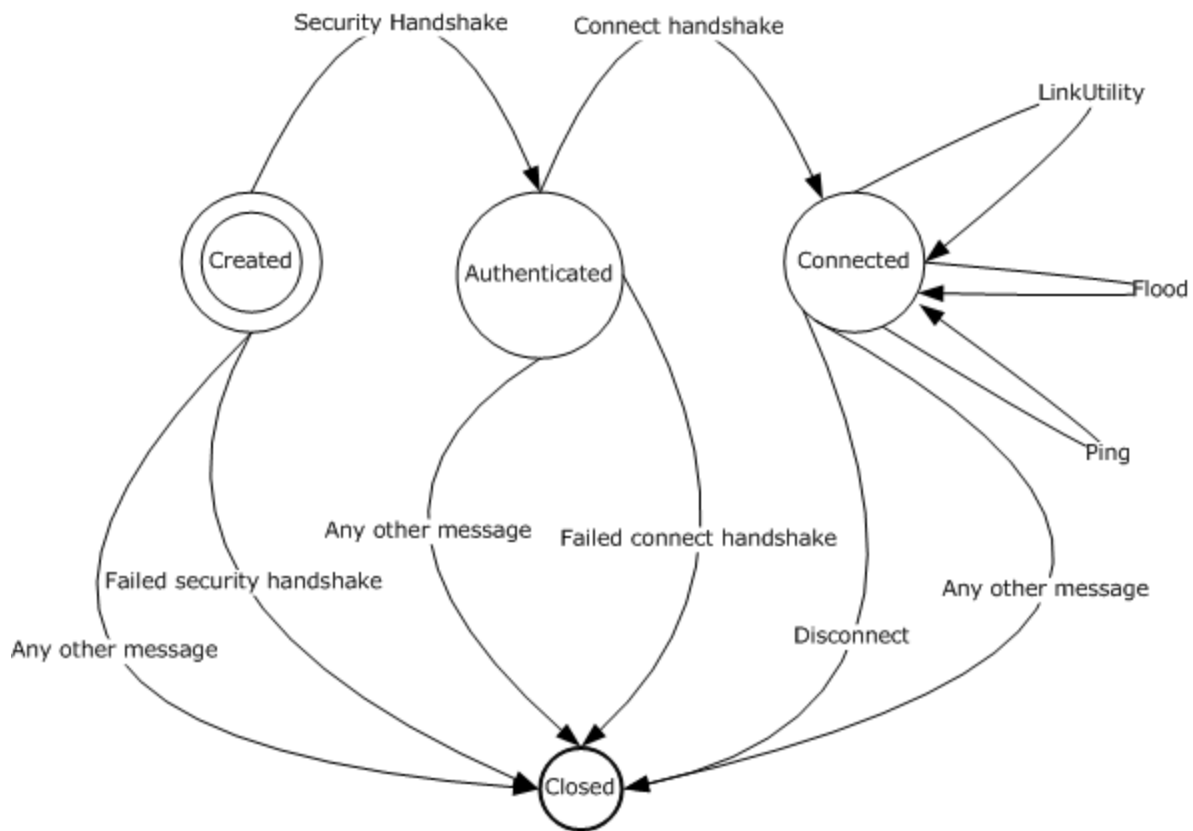 Security Handshake
Connect handshake
LinkUtility
Created
Authenticated
Connected
Flood
Ping
Any other message
Failed connect handshake
Failed security handshake
Any other message
Disconnect
Any other message
Closed